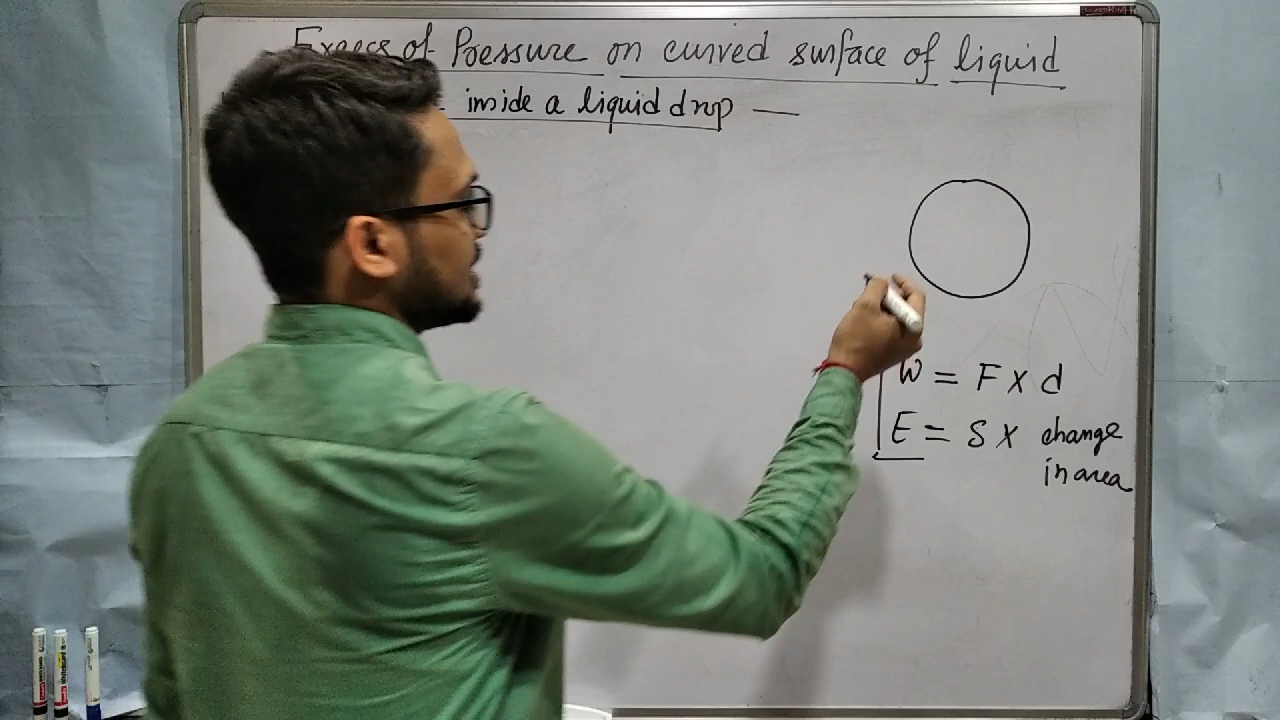 Excess of Pressure on curved surface of liquid
inside a liquid drop —
W = F x d
E = S x change
in area